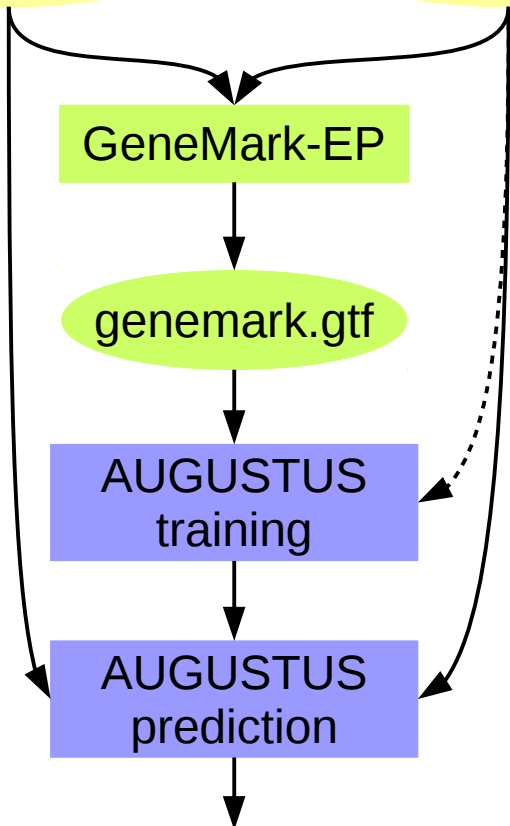 GeneMark-EP
genemark.gtf
AUGUSTUS
training
AUGUSTUS
prediction